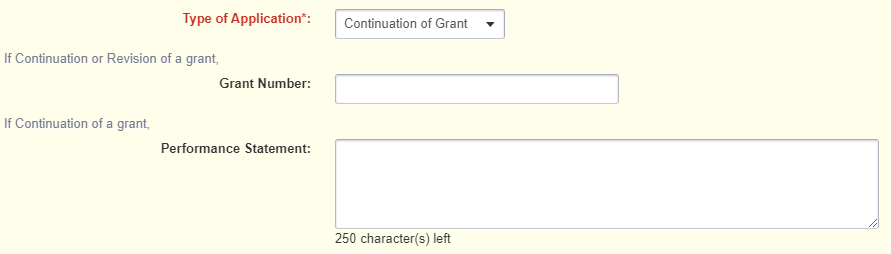 Type of Application*: Continuation of Grant
If Continuation or Revision of a grant,
Grant Number:
If Continuation of a grant,
Performance Statement:
250 character(s) left